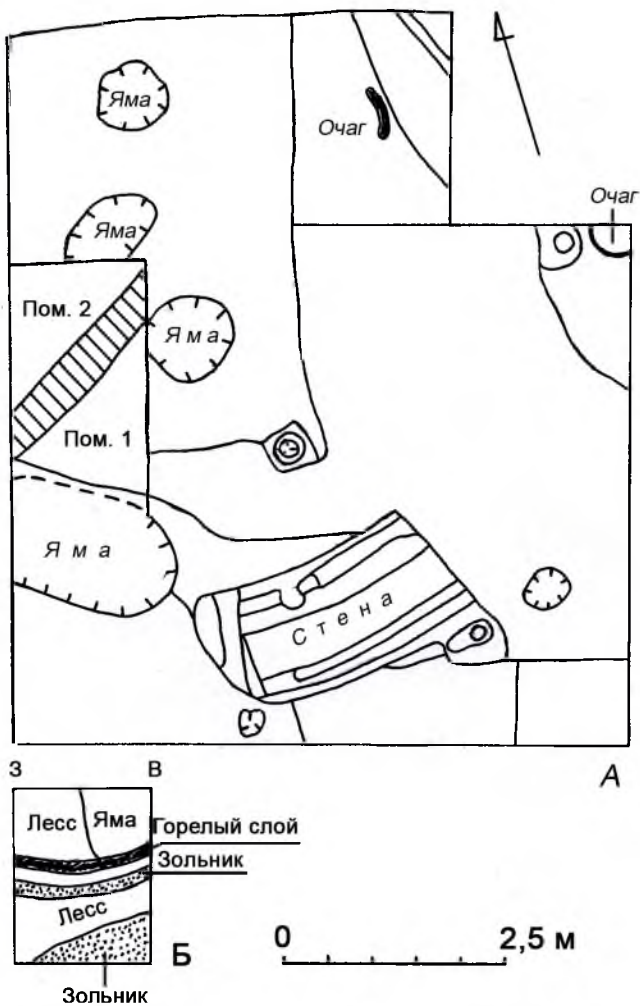 Яма
Очаг
Очаг
Яма
Пом. 2
Яма
Пом. 1
Яма
Стена
З В
А
Лесс Яма
Горелый слой
Зольник
Лесс
Б
0 2,5 м
Зольник